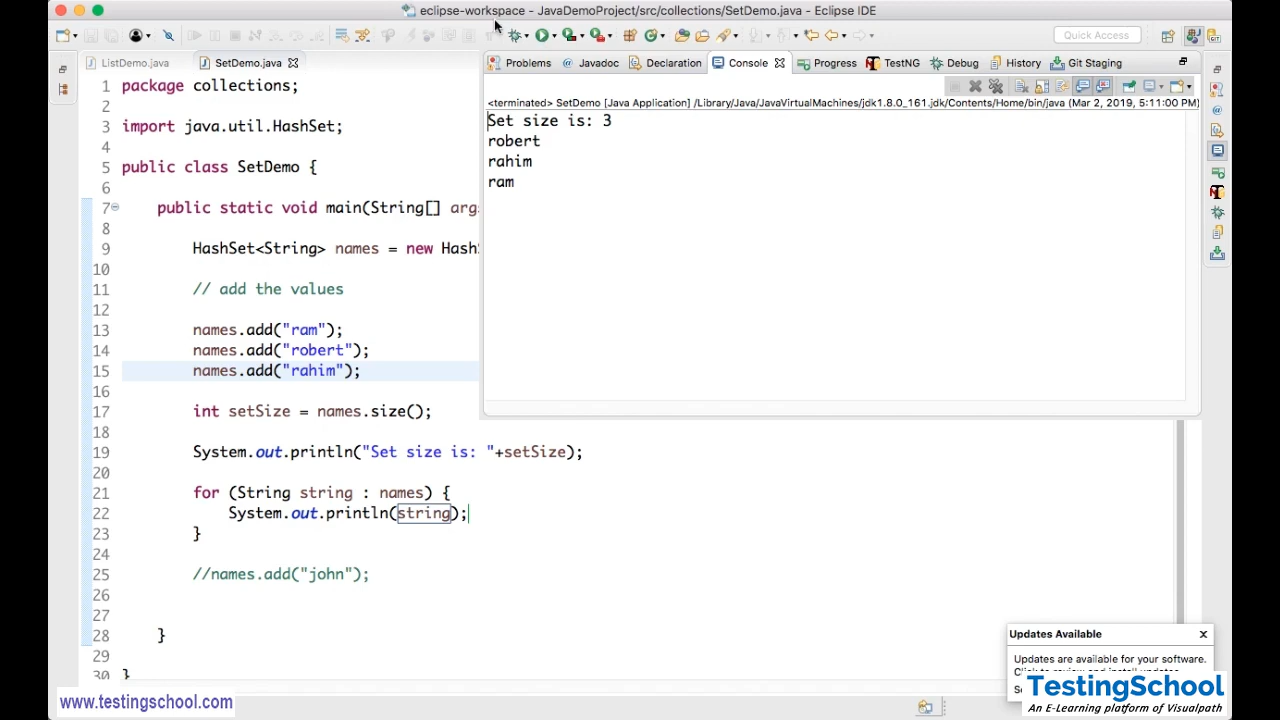 eclipse-workspace - JavaDemoProject/src/collections/SetDemo.java - Eclipse IDE
Quick Access
ListDemo.java
SetDemo.java
Problems
Javadoc
Declaration
Console
Progress
TestNG
Debug
History
Git Staging
<terminated> SetDemo [Java Application] /Library/Java/JavaVirtualMachines/jdk1.8.0_161.jdk/Contents/Home/bin/java (Mar 2, 2019, 5:11:00 PM)
Set size is: 3
robert
rahim
ram
1 package collections;
2
3 import java.util.HashSet;
4
5 public class SetDemo {
6
7 public static void main(String[] args
8
9 HashSet<String> names = new HashS
10
11 // add the values
12
13 names.add("ram");
14 names.add("robert");
15 names.add("rahim");
16
17 int setSize = names.size();
18
19 System.out.println("Set size is: "+setSize);
20
21 for (String string : names) {
22 System.out.println(string);
23 }
24
25 //names.add("john");
26
27
28 }
29
30 }
Updates Available
Updates are available for your software.
www.testingschool.com
TestingSchool
An E-Learning platform of Visualpath